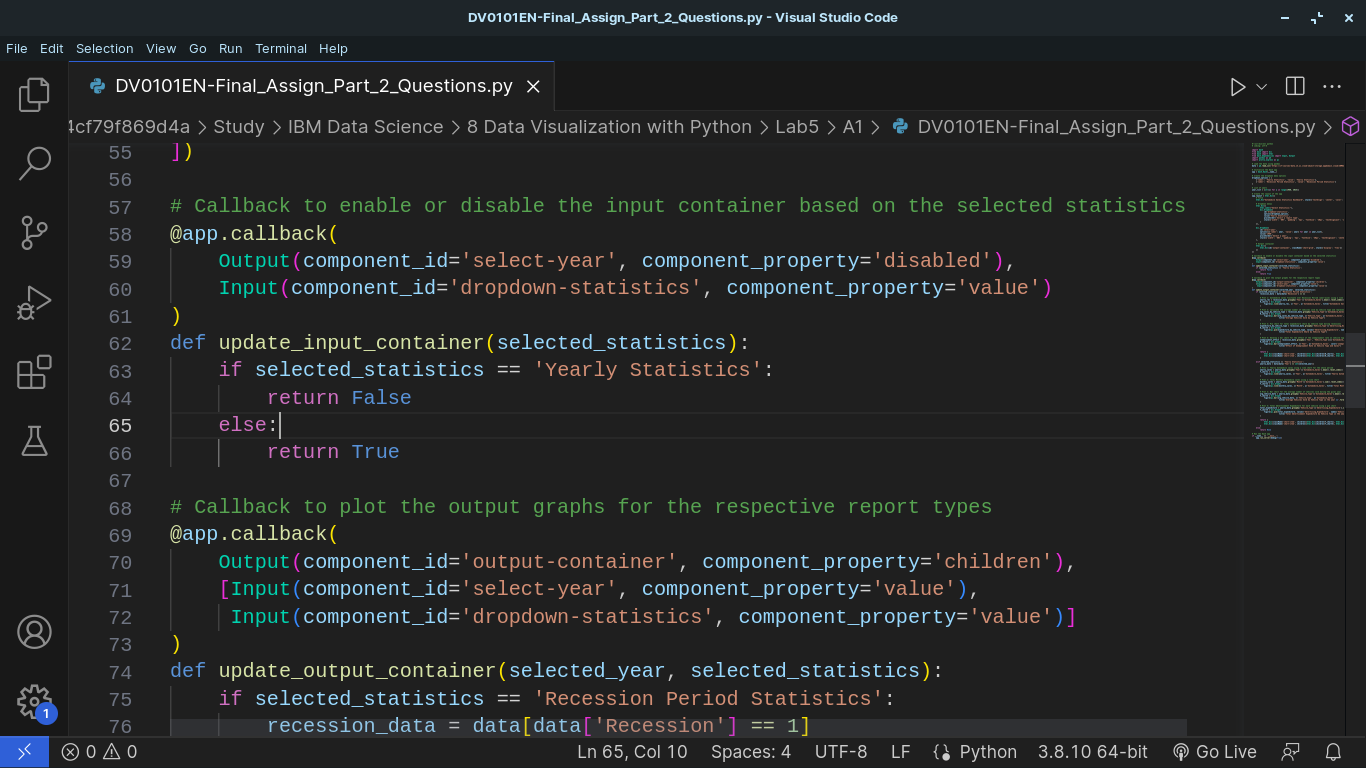 DV0101EN-Final_Assign_Part_2_Questions.py - Visual Studio Code
File Edit Selection View Go Run Terminal Help
DV0101EN-Final_Assign_Part_2_Questions.py
4cf79f869d4a > Study > IBM Data Science > 8 Data Visualization with Python > Lab5 > A1 > DV0101EN-Final_Assign_Part_2_Questions.py >
55 ])
56
57 # Callback to enable or disable the input container based on the selected statistics
58 @app.callback(
59     Output(component_id='select-year', component_property='disabled'),
60     Input(component_id='dropdown-statistics', component_property='value')
61 )
62 def update_input_container(selected_statistics):
63     if selected_statistics == 'Yearly Statistics':
64         return False
65     else:
66         return True
67
68 # Callback to plot the output graphs for the respective report types
69 @app.callback(
70     Output(component_id='output-container', component_property='children'),
71     [Input(component_id='select-year', component_property='value'),
72      Input(component_id='dropdown-statistics', component_property='value')]
73 )
74 def update_output_container(selected_year, selected_statistics):
75     if selected_statistics == 'Recession Period Statistics':
76         recession_data = data[data['Recession'] == 1]
1
0 0 Ln 65, Col 10 Spaces: 4 UTF-8 LF Python 3.8.10 64-bit Go Live